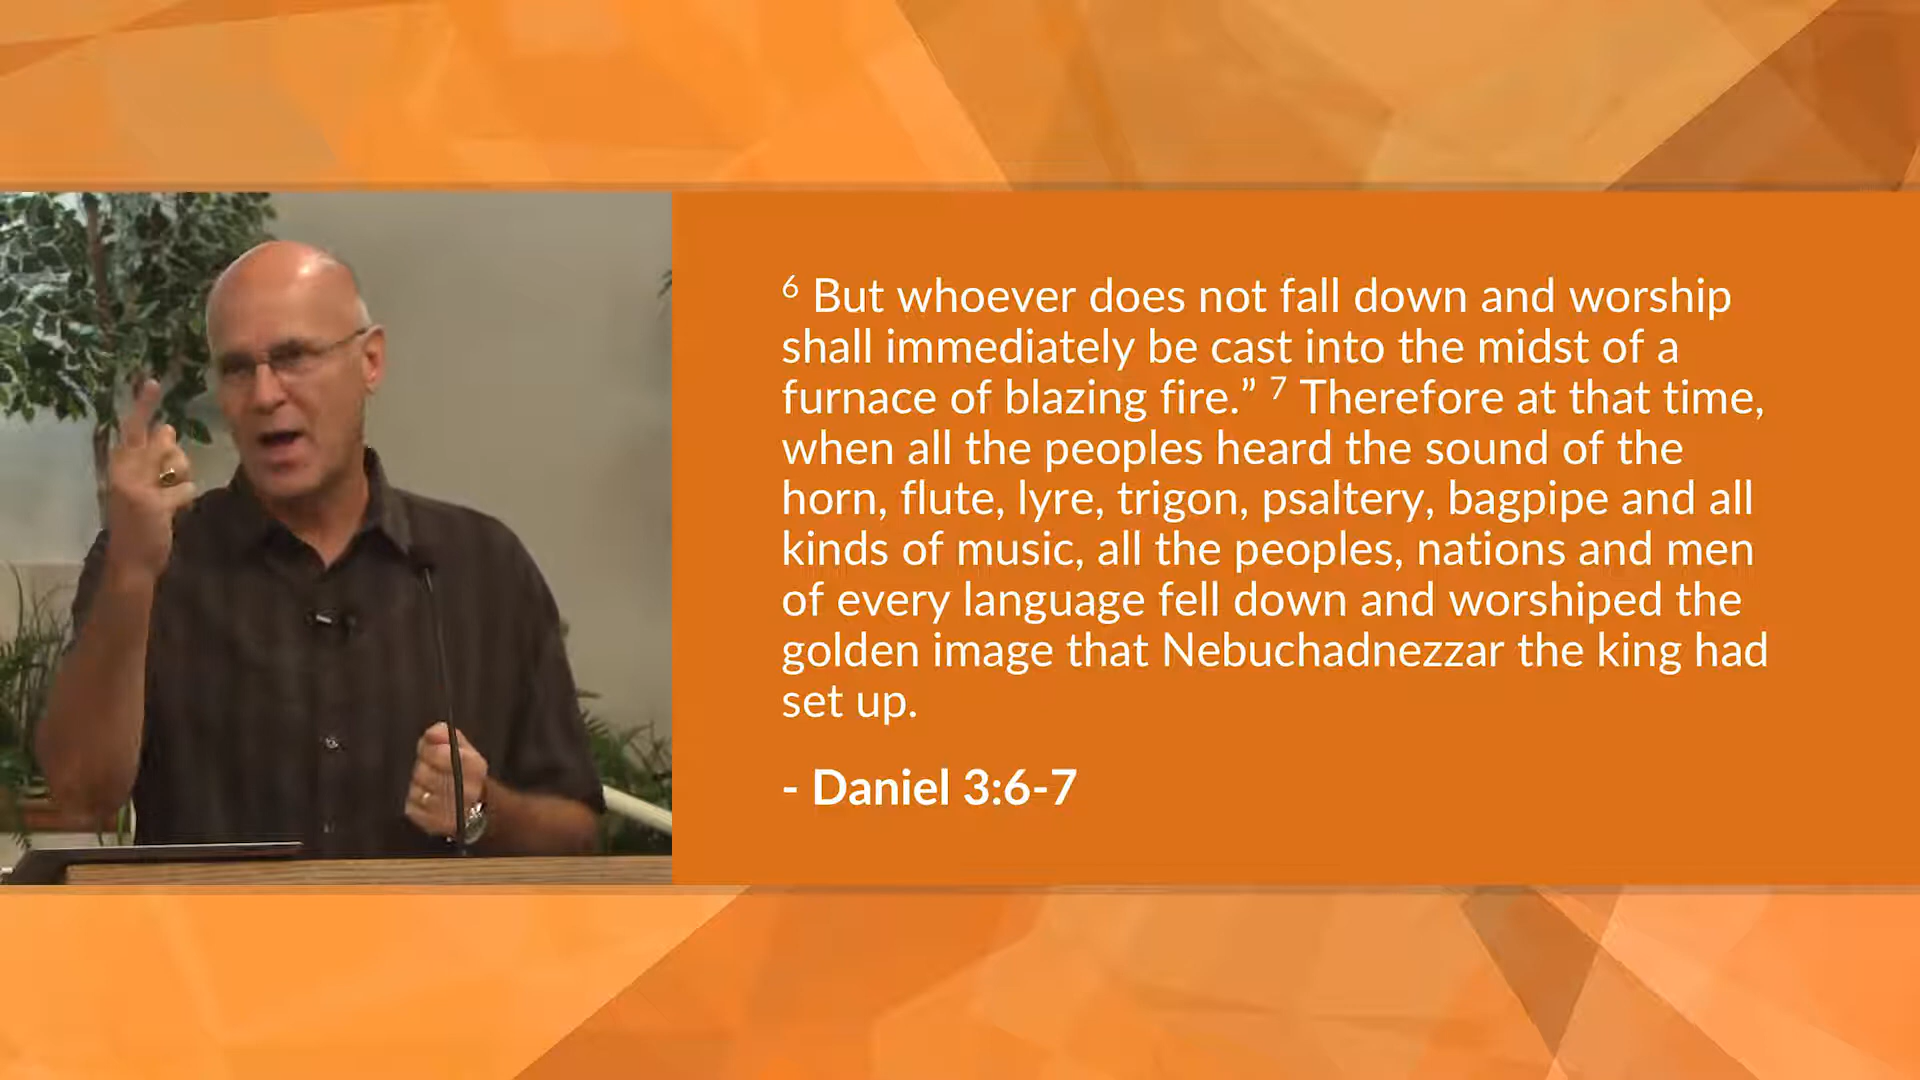 6 But whoever does not fall down and worship
shall immediately be cast into the midst of a
furnace of blazing fire.” 7 Therefore at that time,
when all the peoples heard the sound of the
horn, flute, lyre, trigon, psaltery, bagpipe and all
kinds of music, all the peoples, nations and men
of every language fell down and worshiped the
golden image that Nebuchadnezzar the king had
set up.
- Daniel 3:6-7